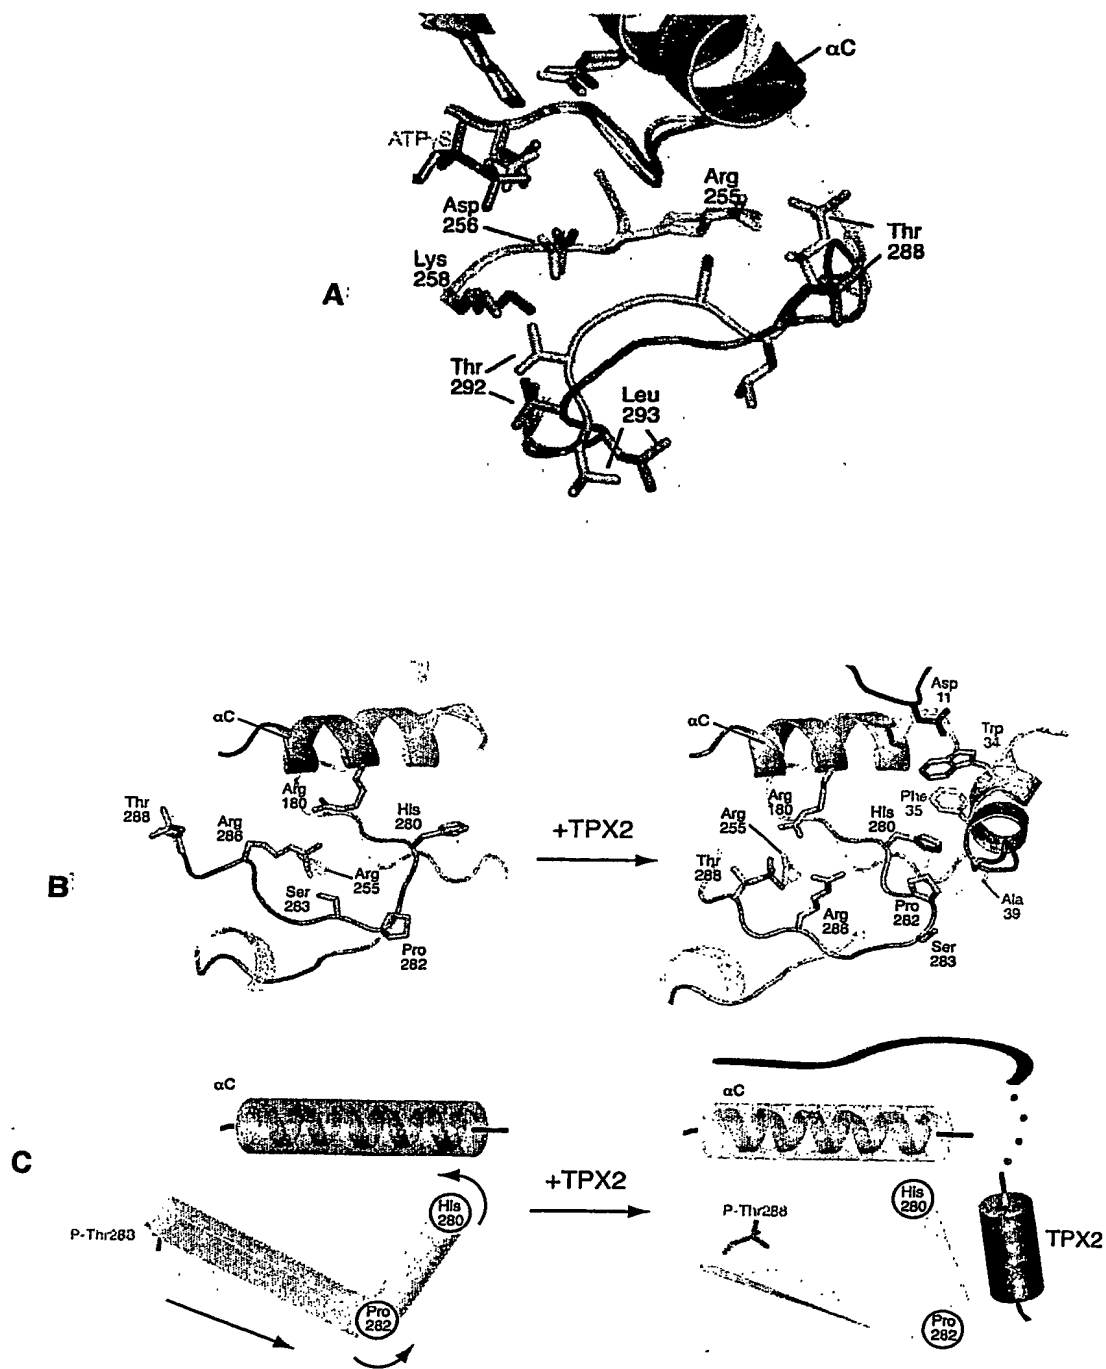 αC
ATPγS
Arg
255
Asp
256
Thr
288
Lys
258
A
Thr
292
Leu
293
B
αC
Arg
180
Thr
288
Arg
286
His
280
Arg
255
Ser
283
Pro
282
+TPX2
Asp
11
αC
Trp
34
Arg
180
Phe
35
Arg
255
His
280
Thr
288
Pro
282
Ala
39
Arg
286
Ser
283
C
αC
His
280
P-Thr288
Pro
282
+TPX2
αC
His
280
P-Thr288
TPX2
Pro
282